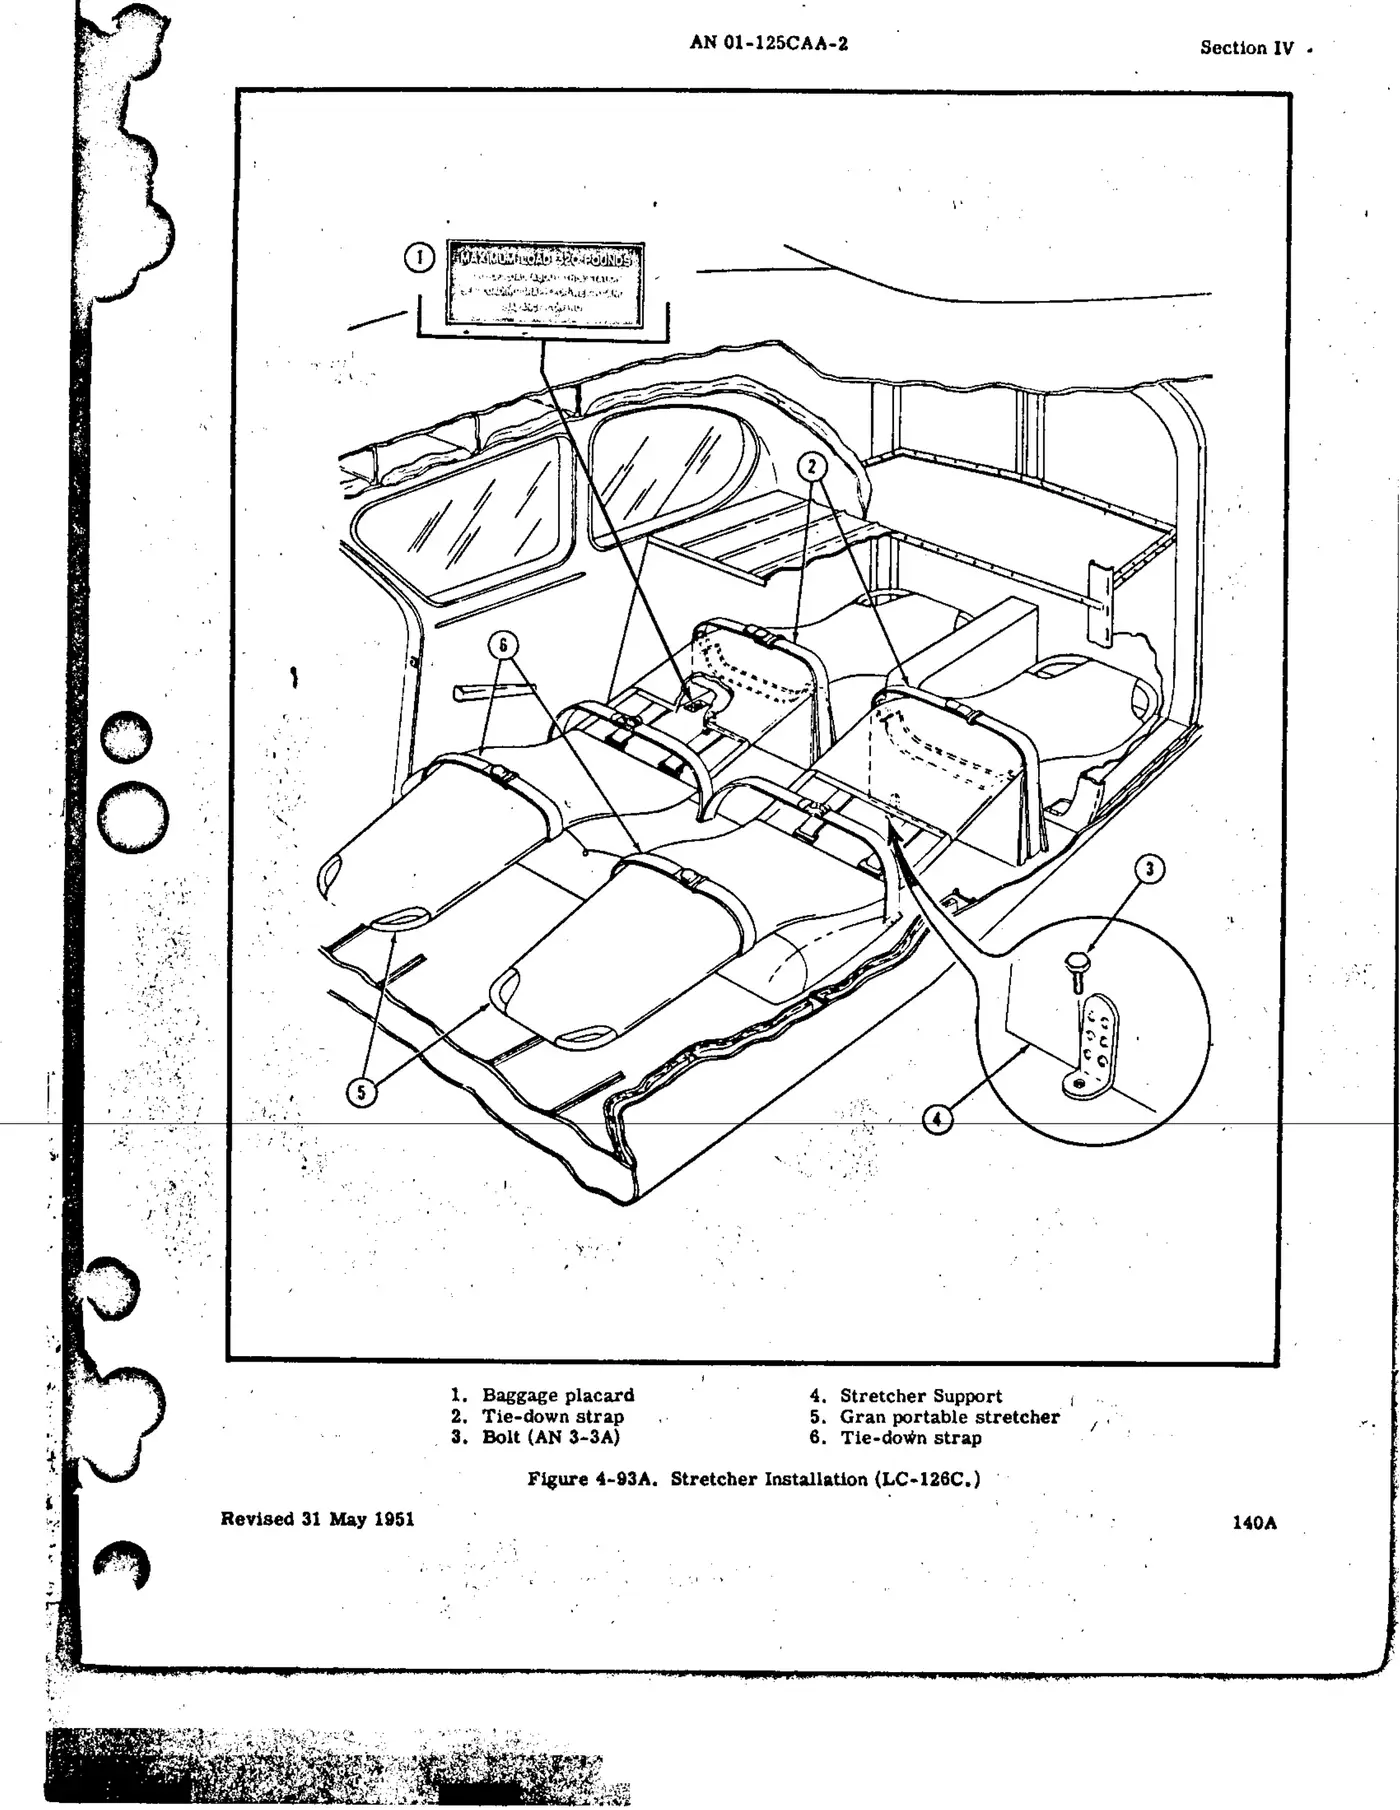 AN 01-125CAA-2
Section IV
1
MAXIMUM LOAD 320 POUNDS
2
6
3
5
4
1. Baggage placard
2. Tie-down strap
3. Bolt (AN 3-3A)
4. Stretcher Support
5. Gran portable stretcher
6. Tie-down strap
Figure 4-93A. Stretcher Installation (LC-126C.)
Revised 31 May 1951
140A